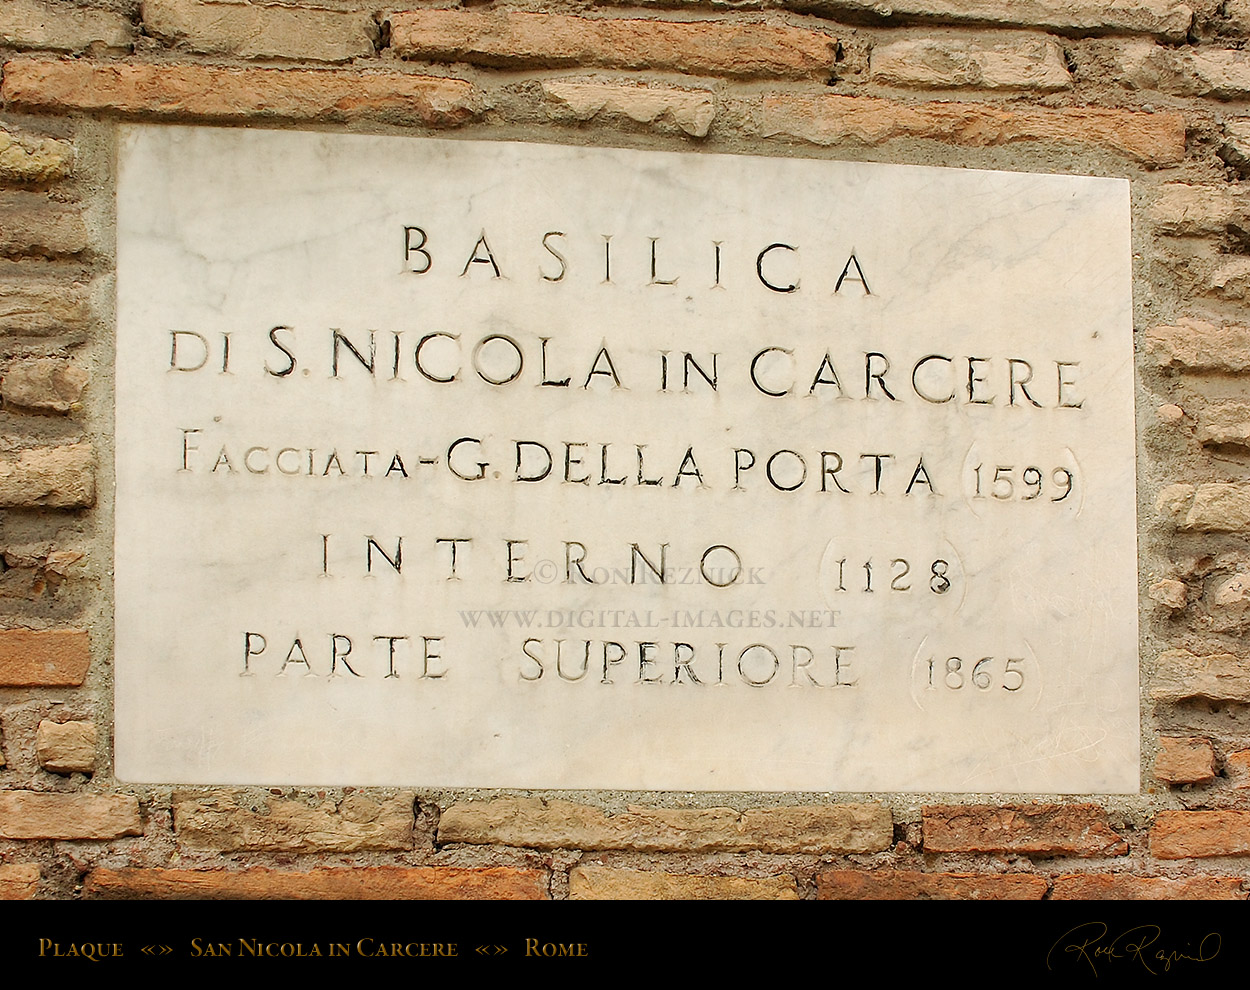 BASILICA
DI S. NICOLA IN CARCERE
FACCIATA-G. DELLA PORTA (1599)
INTERNO (1128)
© RON REZNICK
WWW.DIGITAL-IMAGES.NET
PARTE SUPERIORE (1865)
PLAQUE «» SAN NICOLA IN CARCERE «» ROME